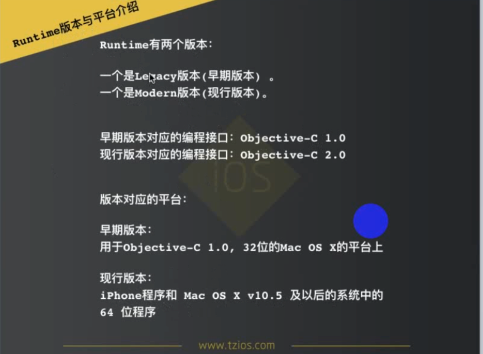 Runtime版本与平台介绍
Runtime有两个版本:
一个是Legacy版本(早期版本) 。
一个是Modern版本(现行版本)。
早期版本对应的编程接口: Objective-C 1.0
现行版本对应的编程接口: Objective-C 2.0
版本对应的平台:
早期版本:
用于Objective-C 1.0, 32位的Mac OS X的平台上
现行版本:
iPhone程序和 Mac OS X v10.5 及以后的系统中的
64 位程序
iOS
www.tzios.com